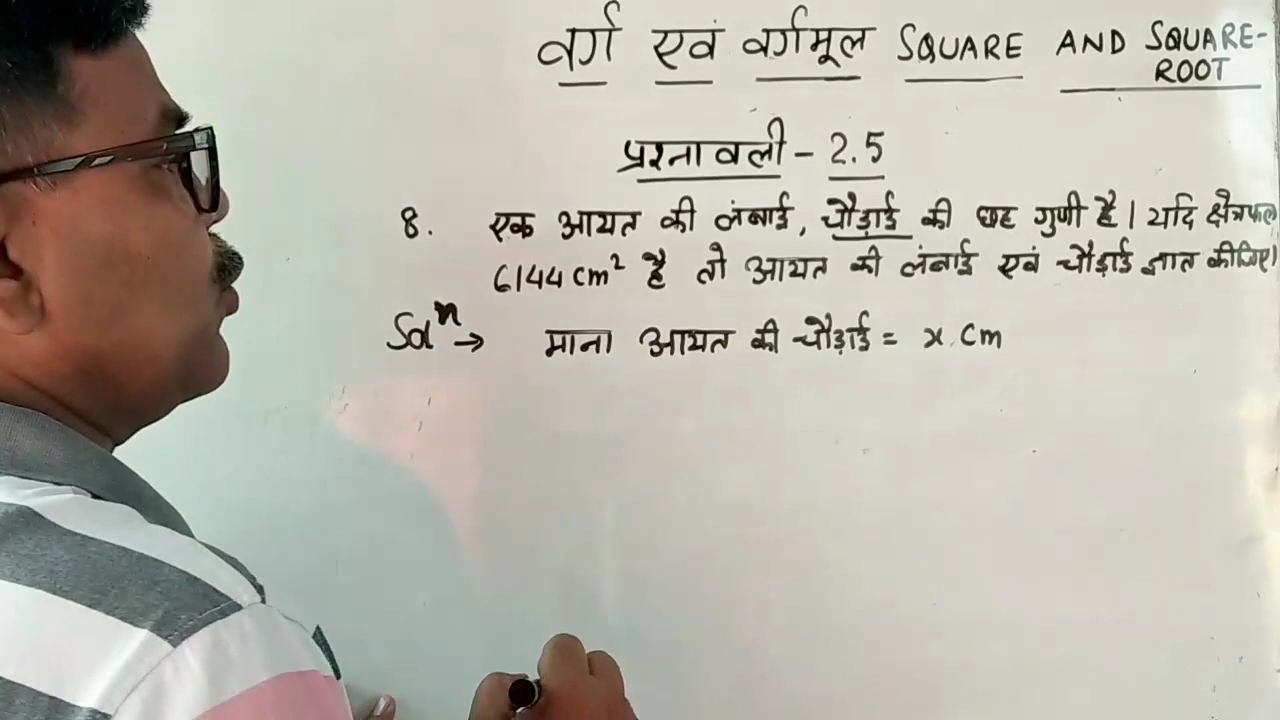 वर्ग एवं वर्गमूल SQUARE AND SQUARE-
ROOT
प्रश्नावली - 2.5
8. एक आयत की लंबाई, चौड़ाई की छह गुणी है। यदि क्षेत्रफल
6144 cm² है तो आयत की लंबाई एवं चौड़ाई ज्ञात कीजिए।
Solⁿ → माना आयत की चौड़ाई = x.cm